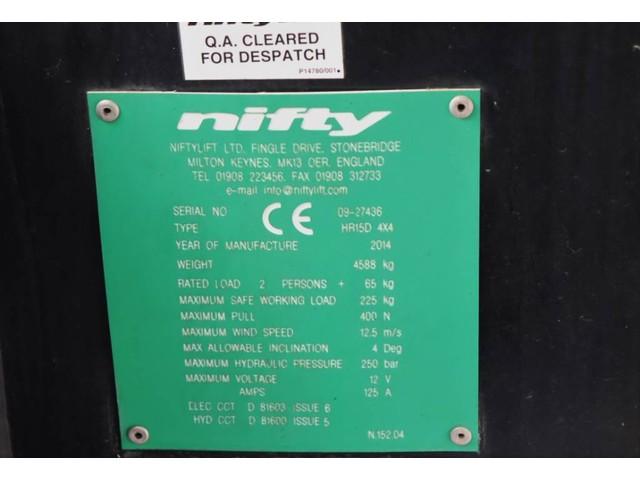 Q.A. CLEARED
FOR DESPATCH
P14780/001
nifty
NIFTYLIFT LTD, FINGLE DRIVE, STONEBRIDGE
MILTON KEYNES, MK13 OER, ENGLAND
TEL 01908 223456, FAX 01908 312733
e-mail info@niftylift.com
SERIAL NO CE 09-27436
TYPE HR15D 4X4
YEAR OF MANUFACTURE 2014
WEIGHT 4588 kg
RATED LOAD 2 PERSONS + 65 kg
MAXIMUM SAFE WORKING LOAD 225 kg
MAXIMUM PULL 400 N
MAXIMUM WIND SPEED 12.5 m/s
MAX ALLOWABLE INCLINATION 4 Deg
MAXIMUM HYDRAULIC PRESSURE 250 bar
MAXIMUM VOLTAGE 12 V
AMPS 125 A
ELEC CCT D 81603 ISSUE 6
HYD CCT D 81600 ISSUE 5
N.152.04